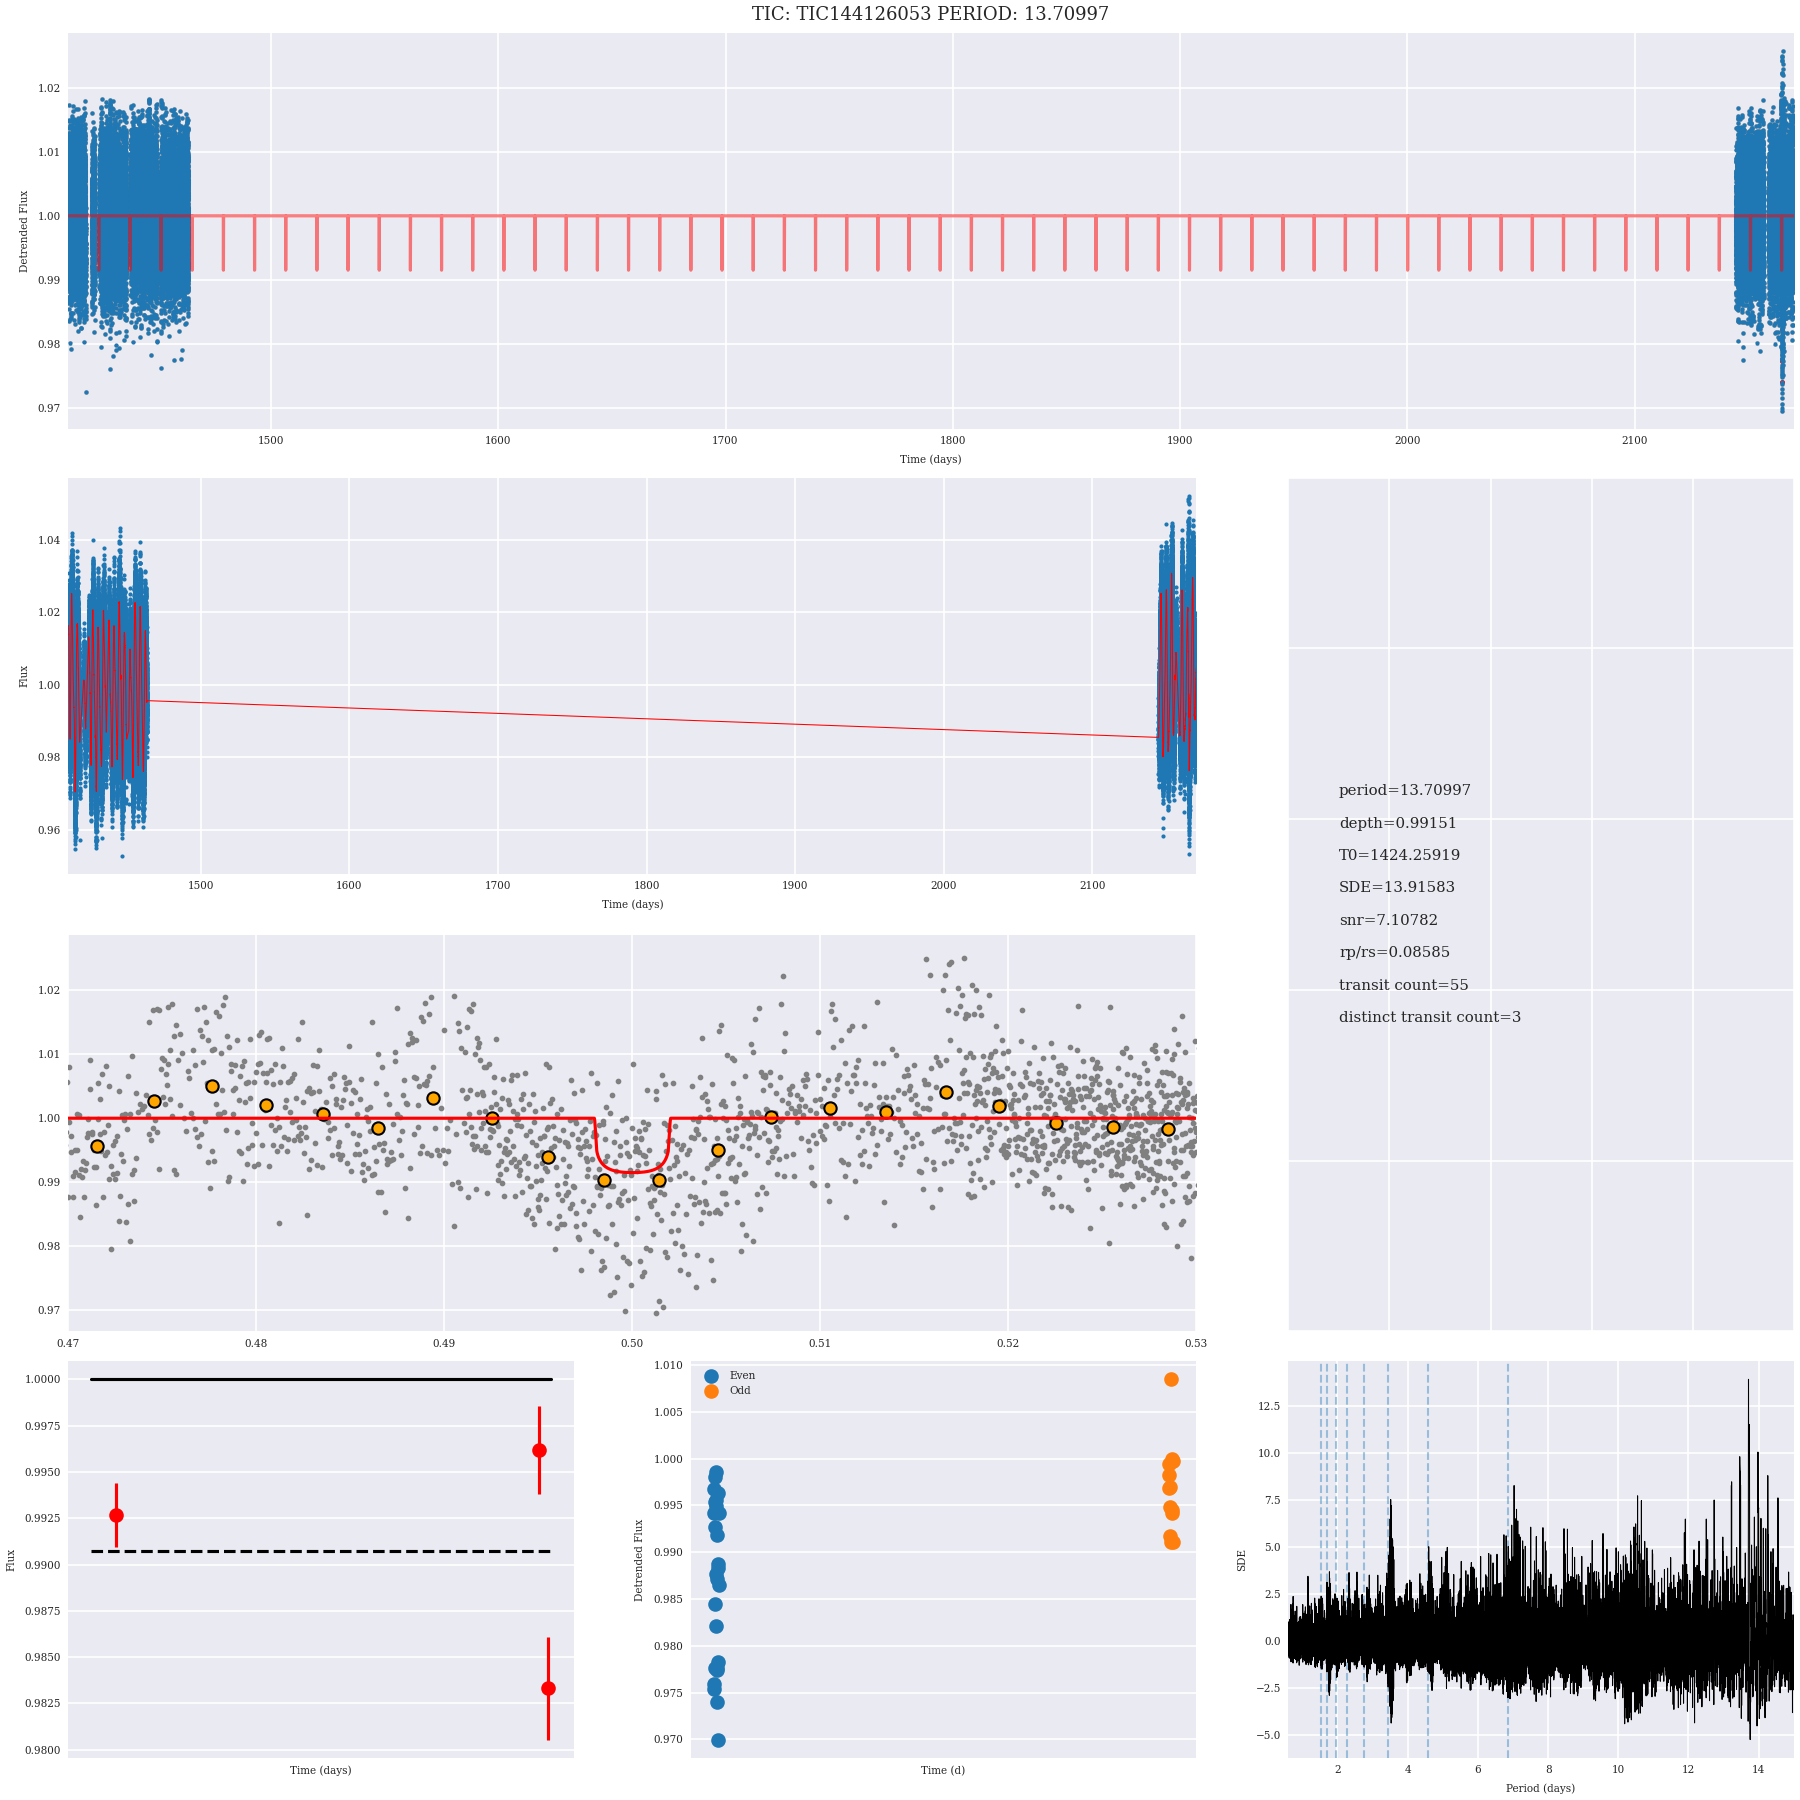 TIC: TIC144126053 PERIOD: 13.70997
Detrended Flux
1.02
1.01
1.00
0.99
0.98
0.97
1500 1600 1700 1800 1900 2000 2100
Time (days)
Flux
1.04
1.02
1.00
0.98
0.96
1500 1600 1700 1800 1900 2000 2100
Time (days)
period=13.70997
depth=0.99151
T0=1424.25919
SDE=13.91583
snr=7.10782
rp/rs=0.08585
transit count=55
distinct transit count=3
1.02
1.01
1.00
0.99
0.98
0.97
0.47 0.48 0.49 0.50 0.51 0.52 0.53
Flux
1.0000
0.9975
0.9950
0.9925
0.9900
0.9875
0.9850
0.9825
0.9800
Time (days)
Detrended Flux
1.010
1.005
1.000
0.995
0.990
0.985
0.980
0.975
0.970
Even
Odd
Time (d)
SDE
12.5
10.0
7.5
5.0
2.5
0.0
−2.5
−5.0
2 4 6 8 10 12 14
Period (days)